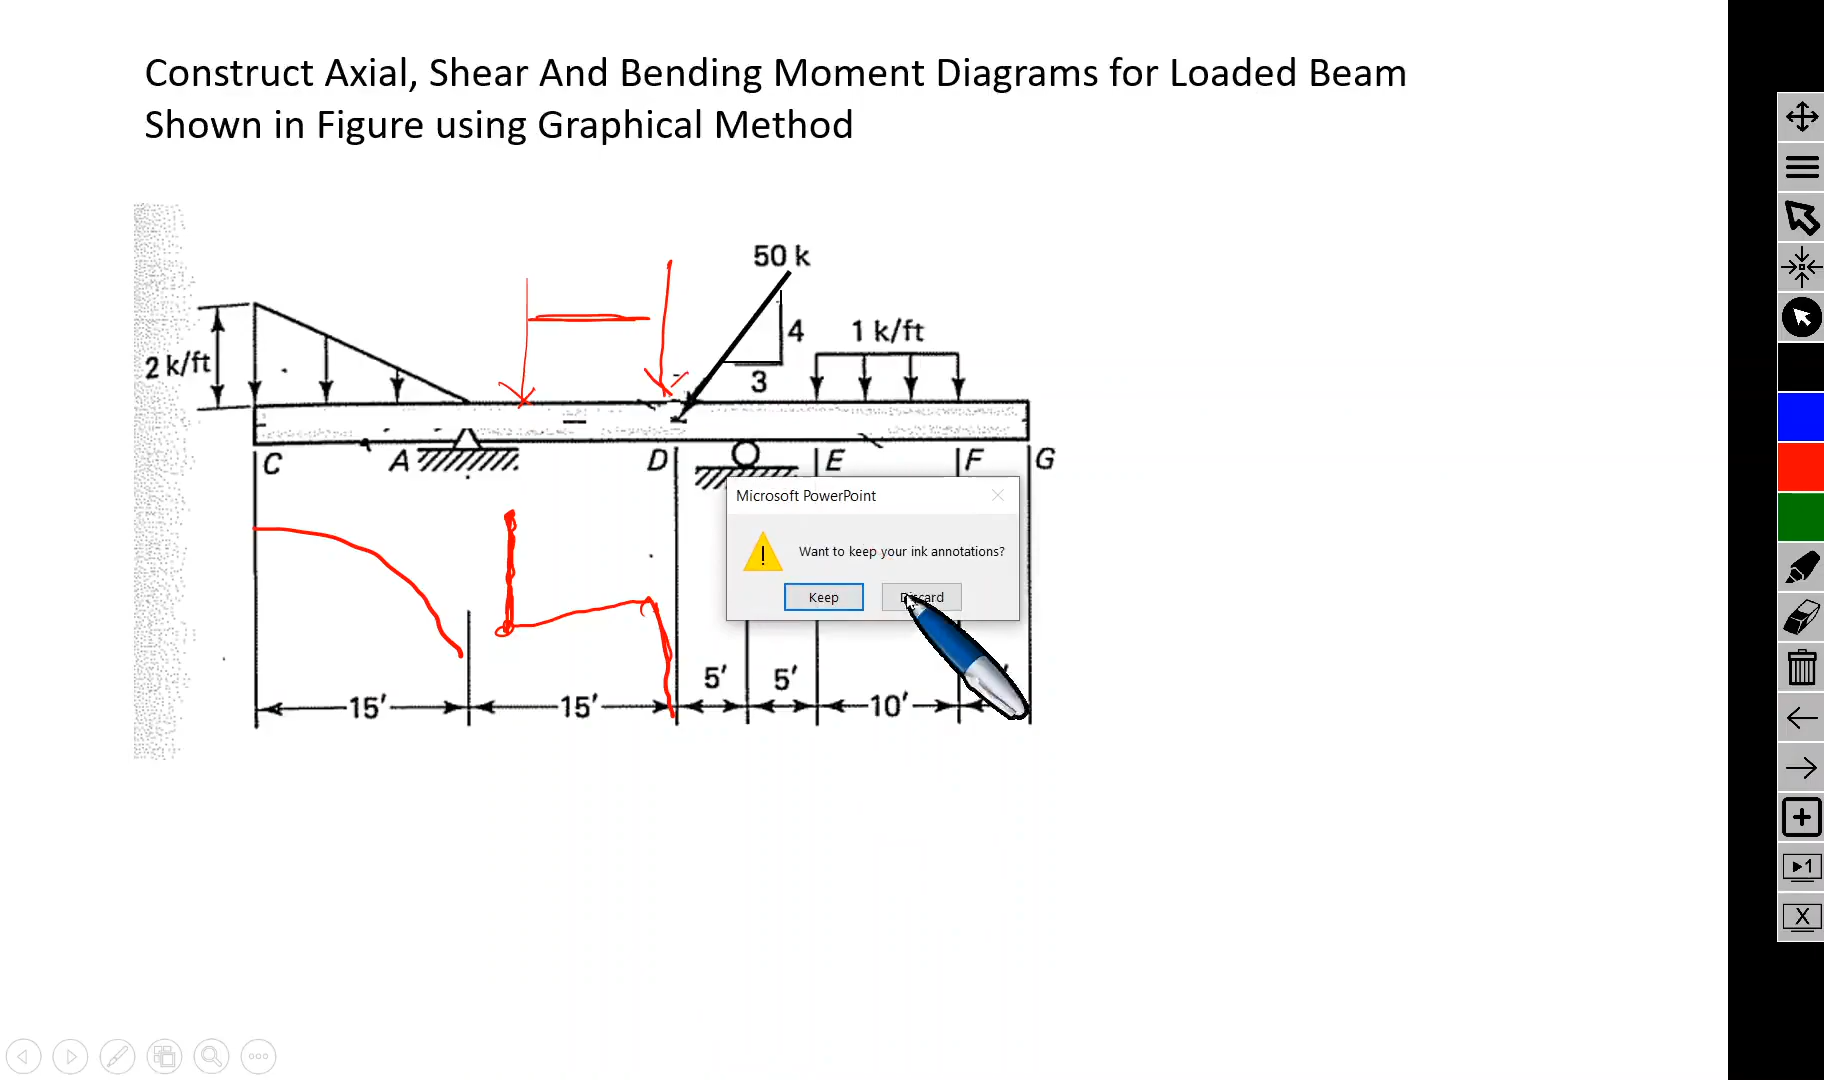 Construct Axial, Shear And Bending Moment Diagrams for Loaded Beam
Shown in Figure using Graphical Method
50 k
4
3
1 k/ft
2 k/ft
C
A
D
E
F
G
Microsoft PowerPoint
Want to keep your ink annotations?
Keep
Discard
15'
15'
5'
5'
10'
1
X